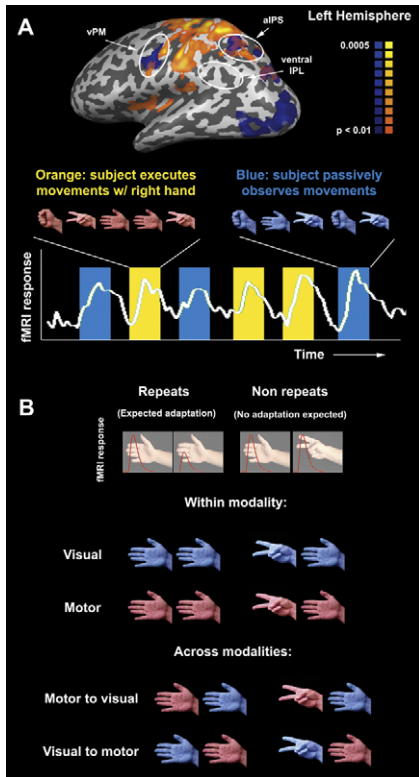 A
Left Hemisphere
vPM
aIPS
ventral
IPL
0.0005
p < 0.01
Orange: subject executes
movements w/ right hand
Blue: subject passively
observes movements
fMRI response
Time
B
Repeats
Non repeats
(Expected adaptation)
(No adaptation expected)
fMRI response
Within modality:
Visual
Motor
Across modalities:
Motor to visual
Visual to motor